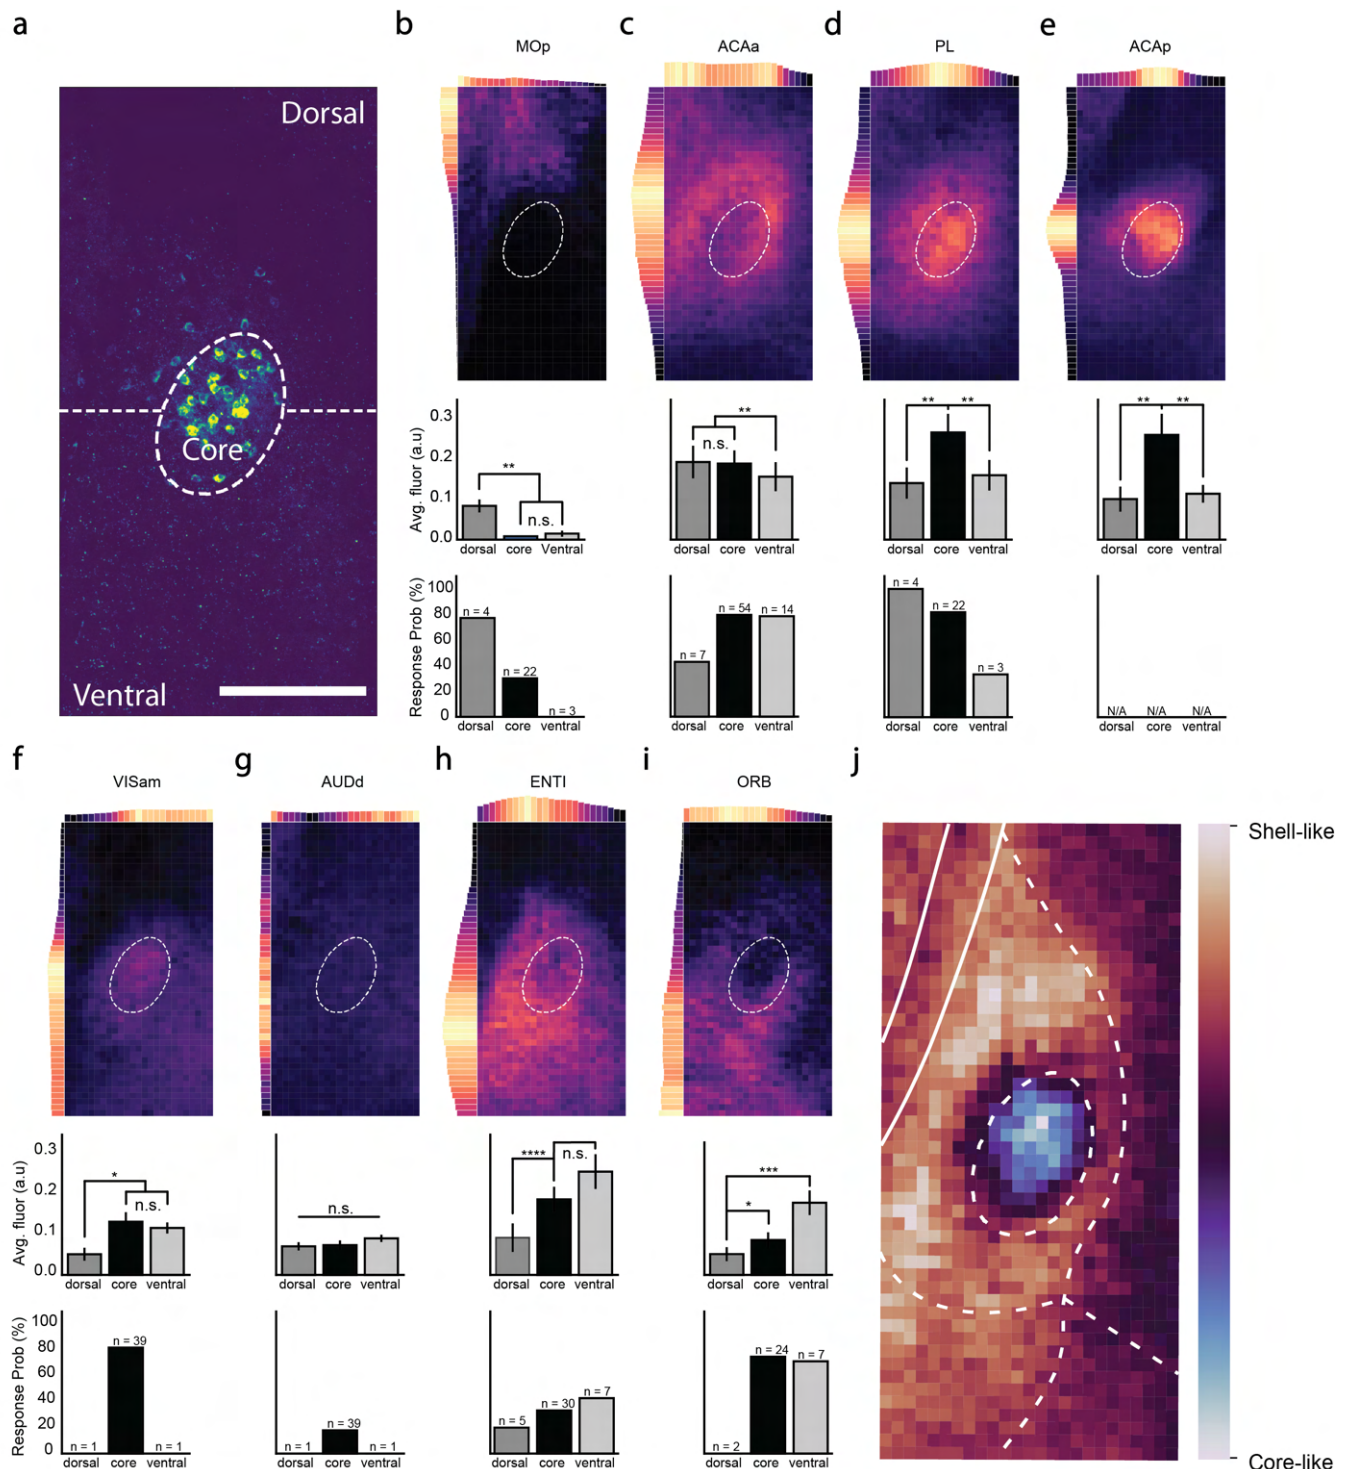 a
Dorsal
Core
Ventral
b
MOp
Avg. fluor (a.u)
0.3
0.2
0.1
0.0
**
n.s.
dorsal core Ventral
Response Prob (%)
100
80
60
40
20
0
n = 4
n = 22
n = 3
dorsal core ventral
c
ACAa
**
n.s.
dorsal core ventral
n = 7
n = 54
n = 14
dorsal core ventral
d
PL
** **
dorsal core ventral
n = 4
n = 22
n = 3
dorsal core ventral
e
ACAp
** **
dorsal core ventral
N/A N/A N/A
dorsal core ventral
f
VISam
Avg. fluor (a.u)
0.3
0.2
0.1
0.0
*
n.s.
dorsal core ventral
Response Prob (%)
100
80
60
40
20
0
n = 1
n = 39
n = 1
dorsal core ventral
g
AUDd
n.s.
dorsal core ventral
n = 1
n = 39
n = 1
dorsal core ventral
h
ENTl
****
n.s.
dorsal core ventral
n = 5
n = 30
n = 7
dorsal core ventral
i
ORB
***
*
dorsal core ventral
n = 2
n = 24
n = 7
dorsal core ventral
j
Shell-like
Core-like